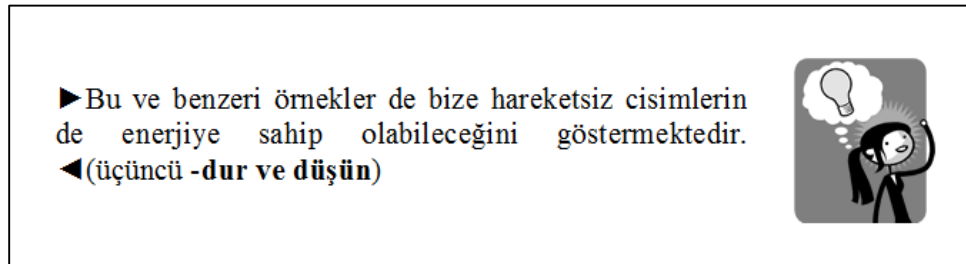 ►Bu ve benzeri örnekler de bize hareketsiz cisimlerin
de enerjiye sahip olabileceğini göstermektedir.
◄(üçüncü -dur ve düşün)